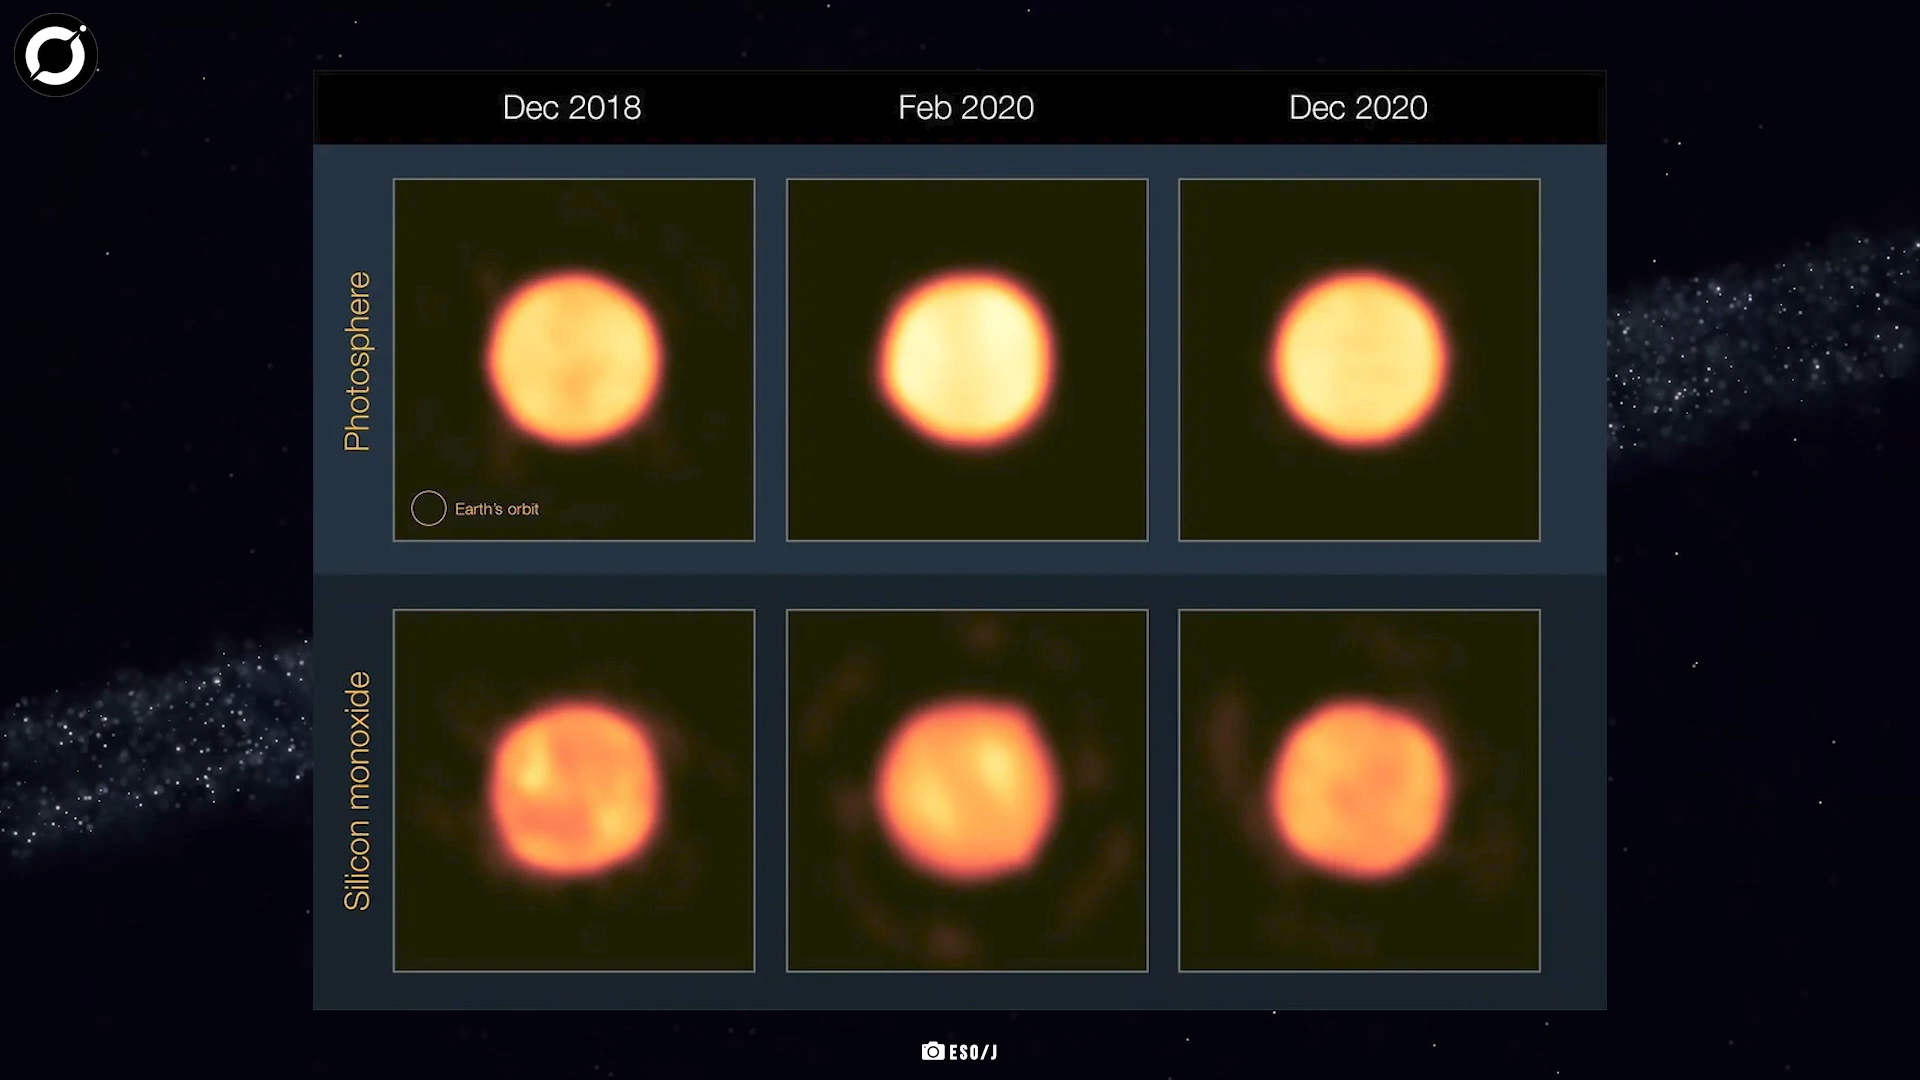 Dec 2018 Feb 2020 Dec 2020
Photosphere
Earth's orbit
Silicon monoxide
ESO/J